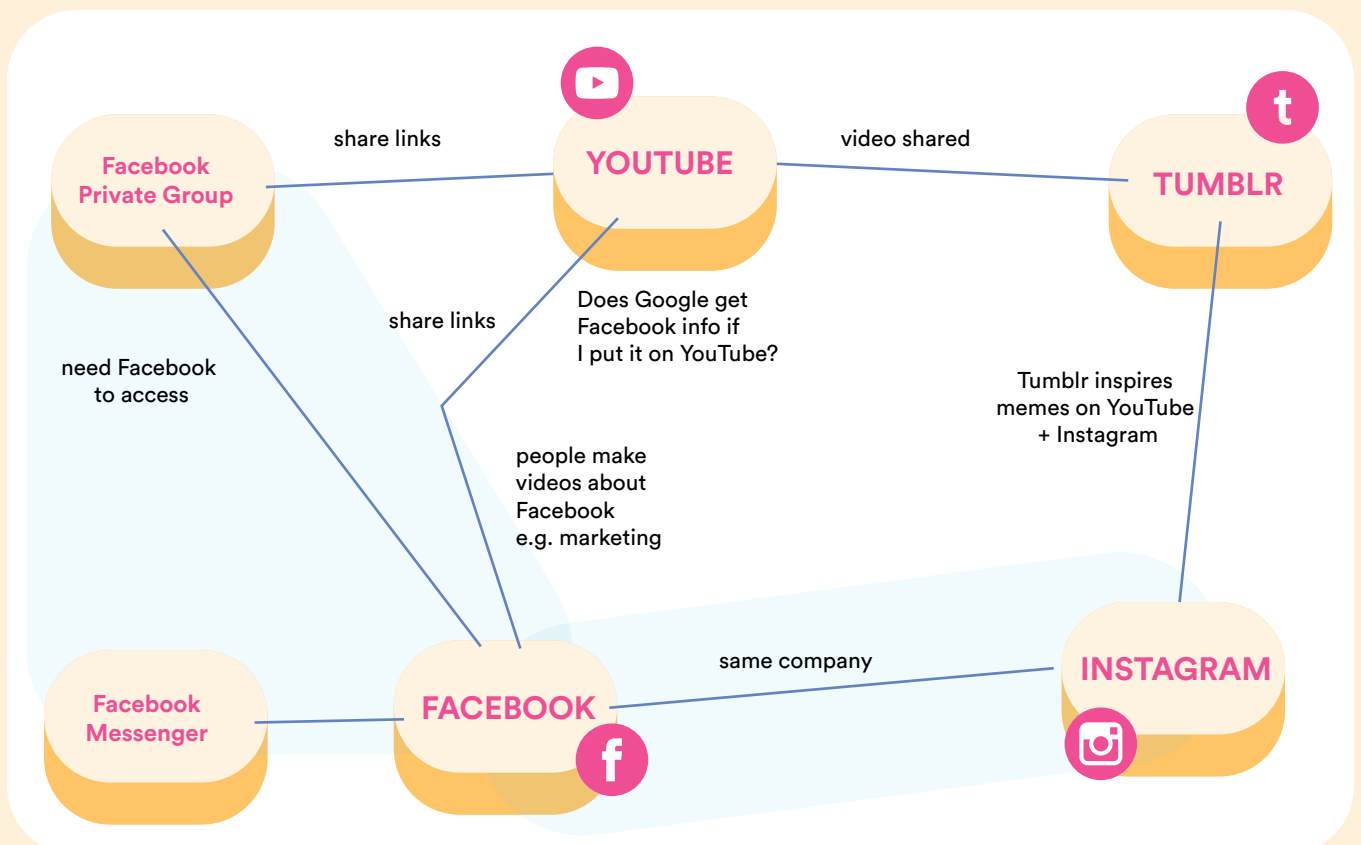 Facebook
Private Group
share links
YOUTUBE
video shared
t
TUMBLR
share links
Does Google get
Facebook info if
I put it on YouTube?
need Facebook
to access
Tumblr inspires
memes on YouTube
+ Instagram
people make
videos about
Facebook
e.g. marketing
Facebook
Messenger
FACEBOOK
f
same company
INSTAGRAM